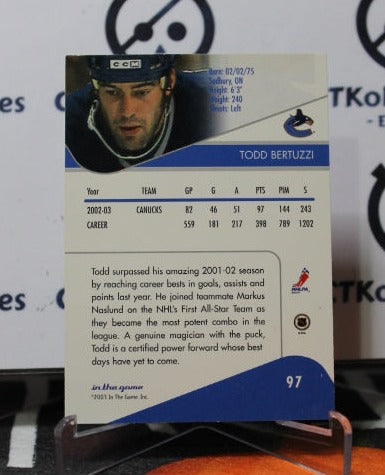 CCM
Born: 02/02/75
Sudbury, ON
Height: 6'3"
Weight: 240
Shoots: Left
TODD BERTUZZI
Year TEAM GP G A PTS PIM S
2002-03 CANUCKS 82 46 51 97 144 243
CAREER 559 181 217 398 789 1202
Todd surpassed his amazing 2001-02 season
by reaching career bests in goals, assists and
points last year. He joined teammate Markus
Naslund on the NHL's First All-Star Team as
they became the most potent combo in the
league. A genuine magician with the puck,
Todd is a certified power forward whose best
days have yet to come.
NHLPA
NHL
in the game
97
CTKo